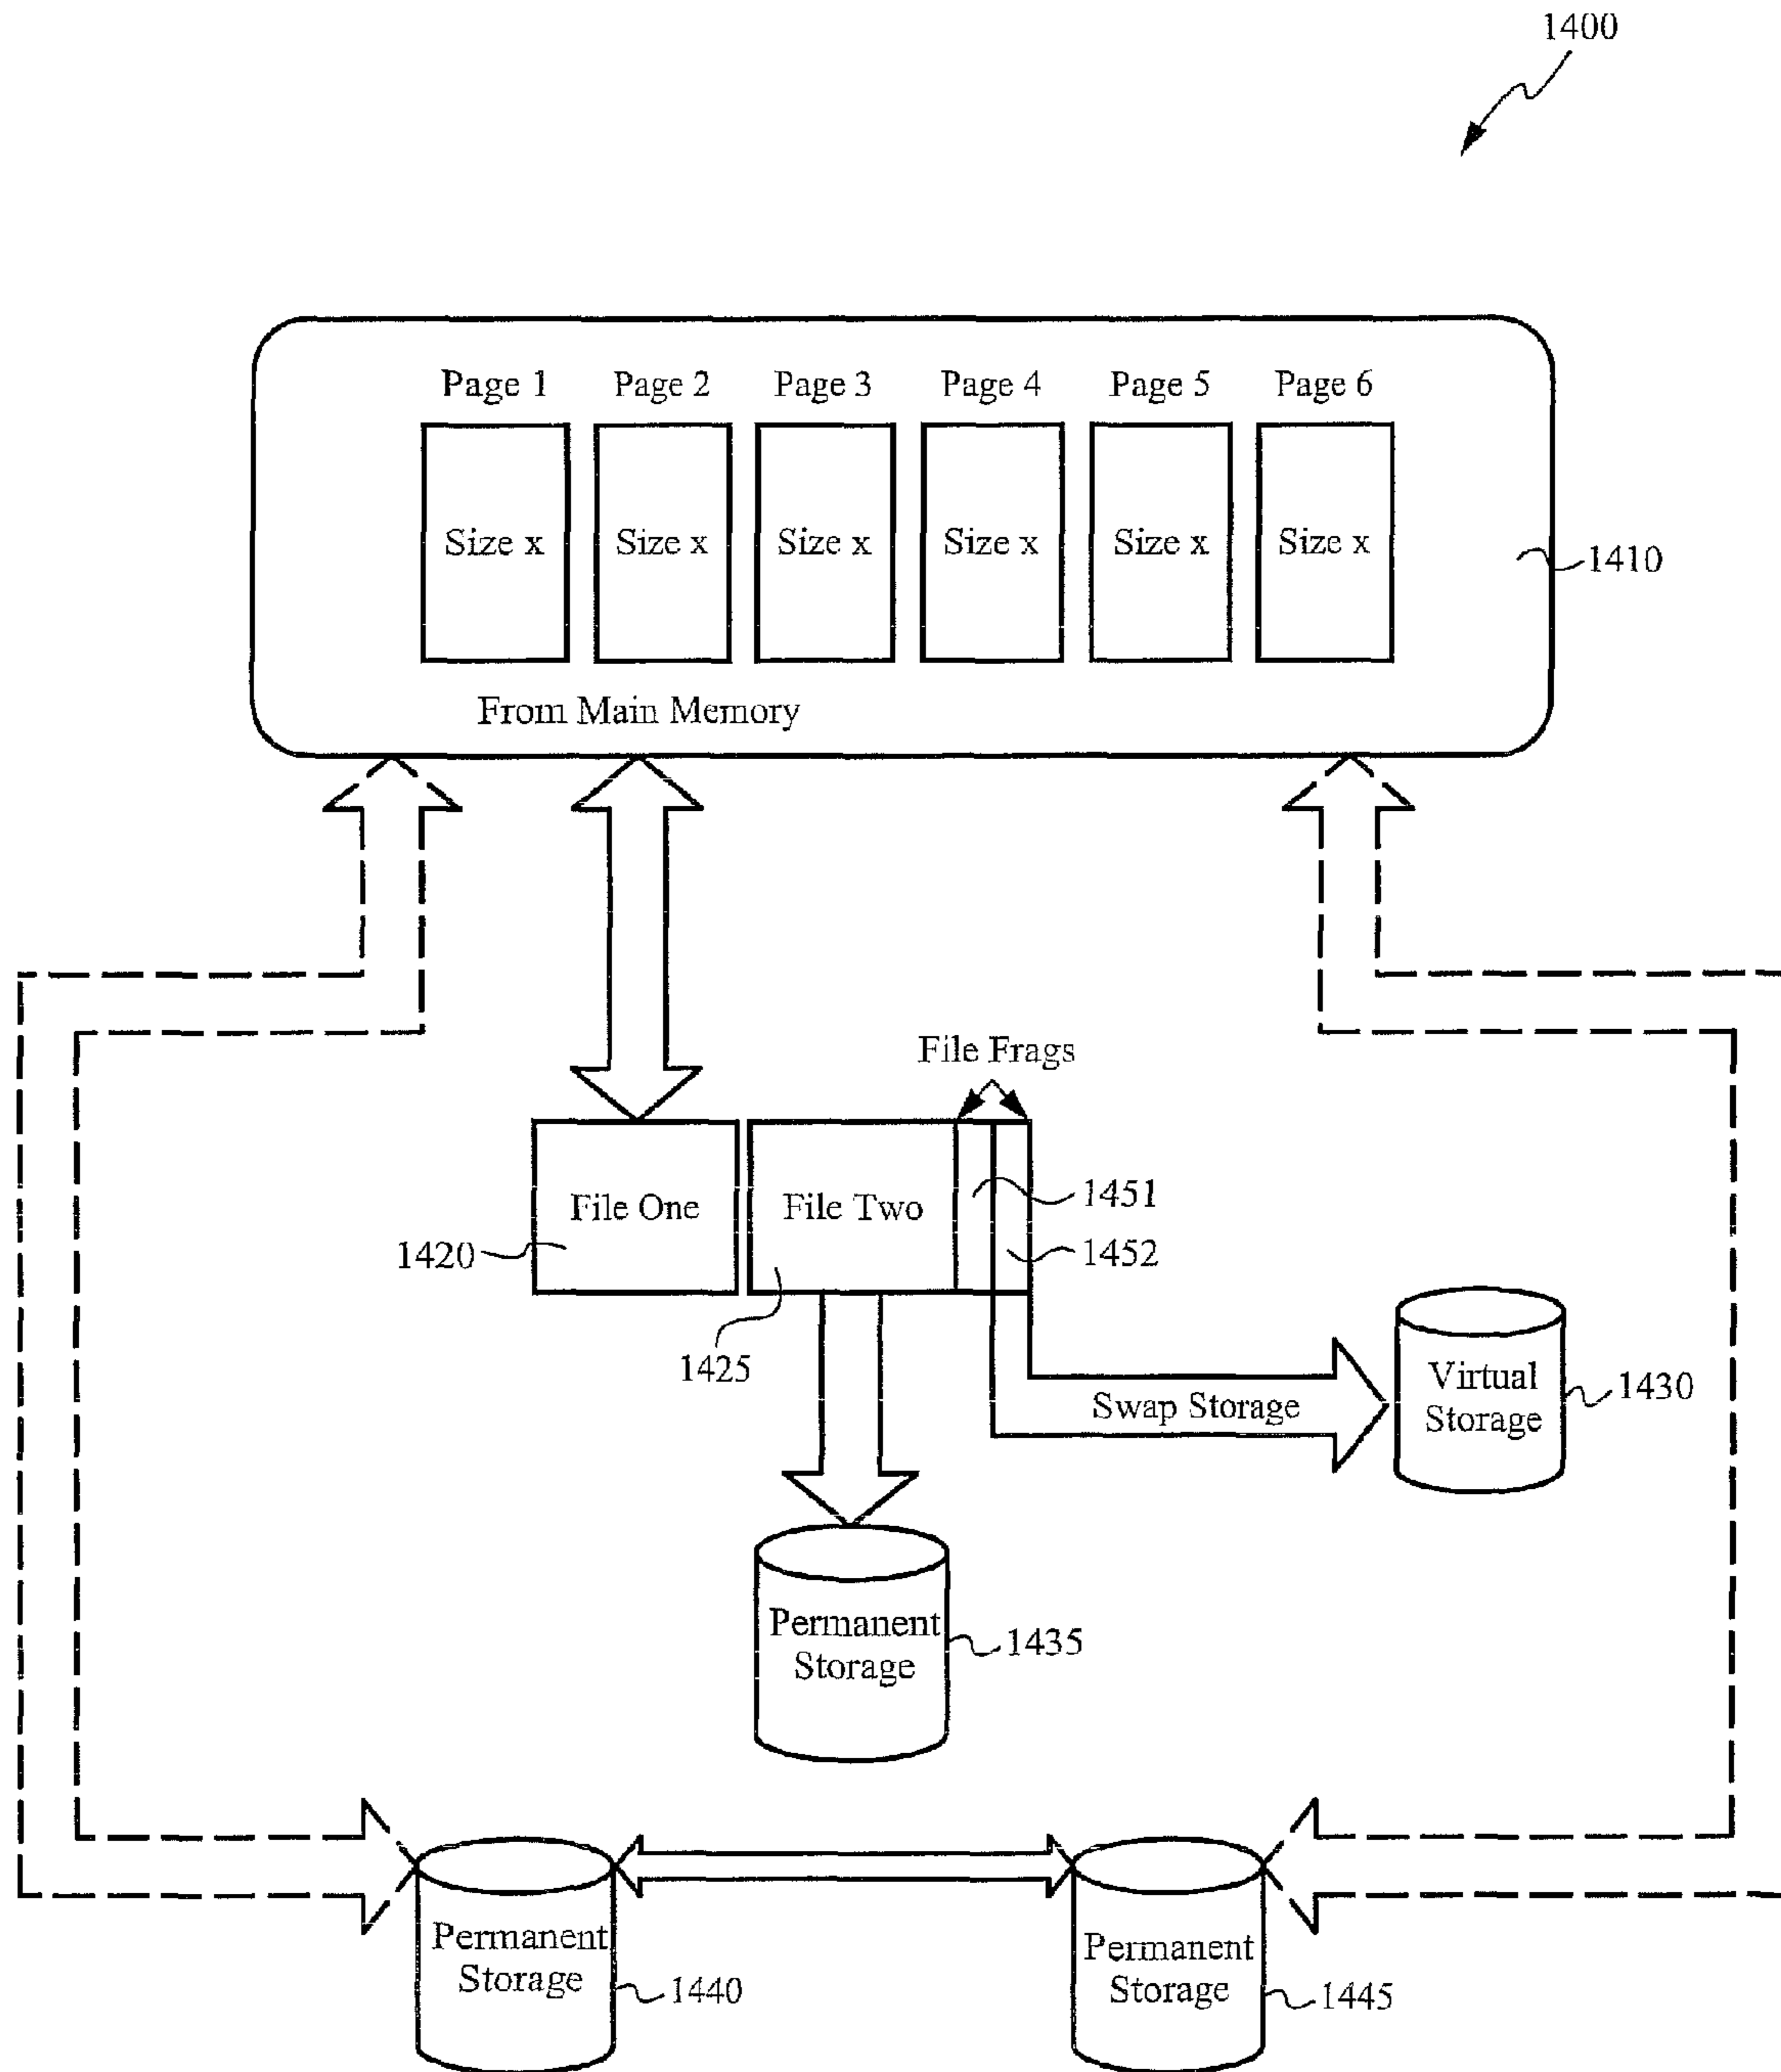 1400
Page 1 Page 2 Page 3 Page 4 Page 5 Page 6
Size x Size x Size x Size x Size x Size x
1410
From Main Memory
File Frags
File One File Two
1451
1452
1420
1425
Swap Storage
Virtual
Storage
1430
Permanent
Storage
1435
Permanent
Storage
1440
Permanent
Storage
1445